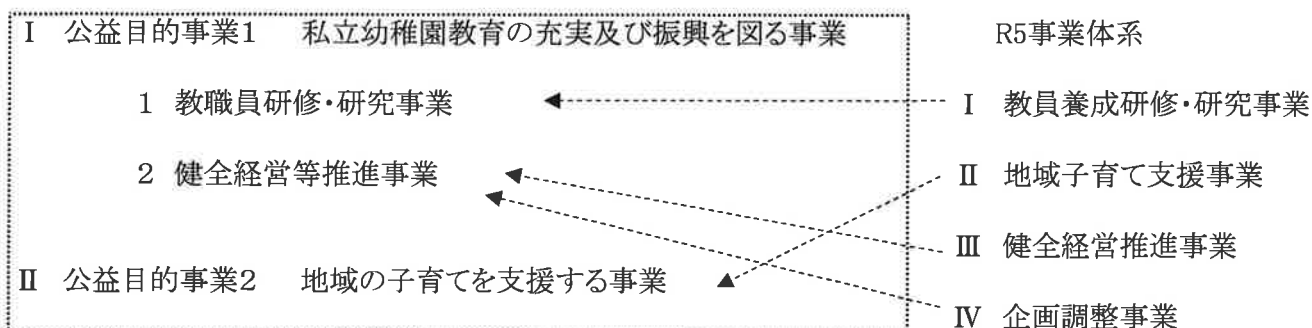 Ⅰ 公益目的事業1 私立幼稚園教育の充実及び振興を図る事業
1 教職員研修・研究事業
2 健全経営等推進事業
Ⅱ 公益目的事業2 地域の子育てを支援する事業
R5事業体系
Ⅰ 教員養成研修・研究事業
Ⅱ 地域子育て支援事業
Ⅲ 健全経営推進事業
Ⅳ 企画調整事業